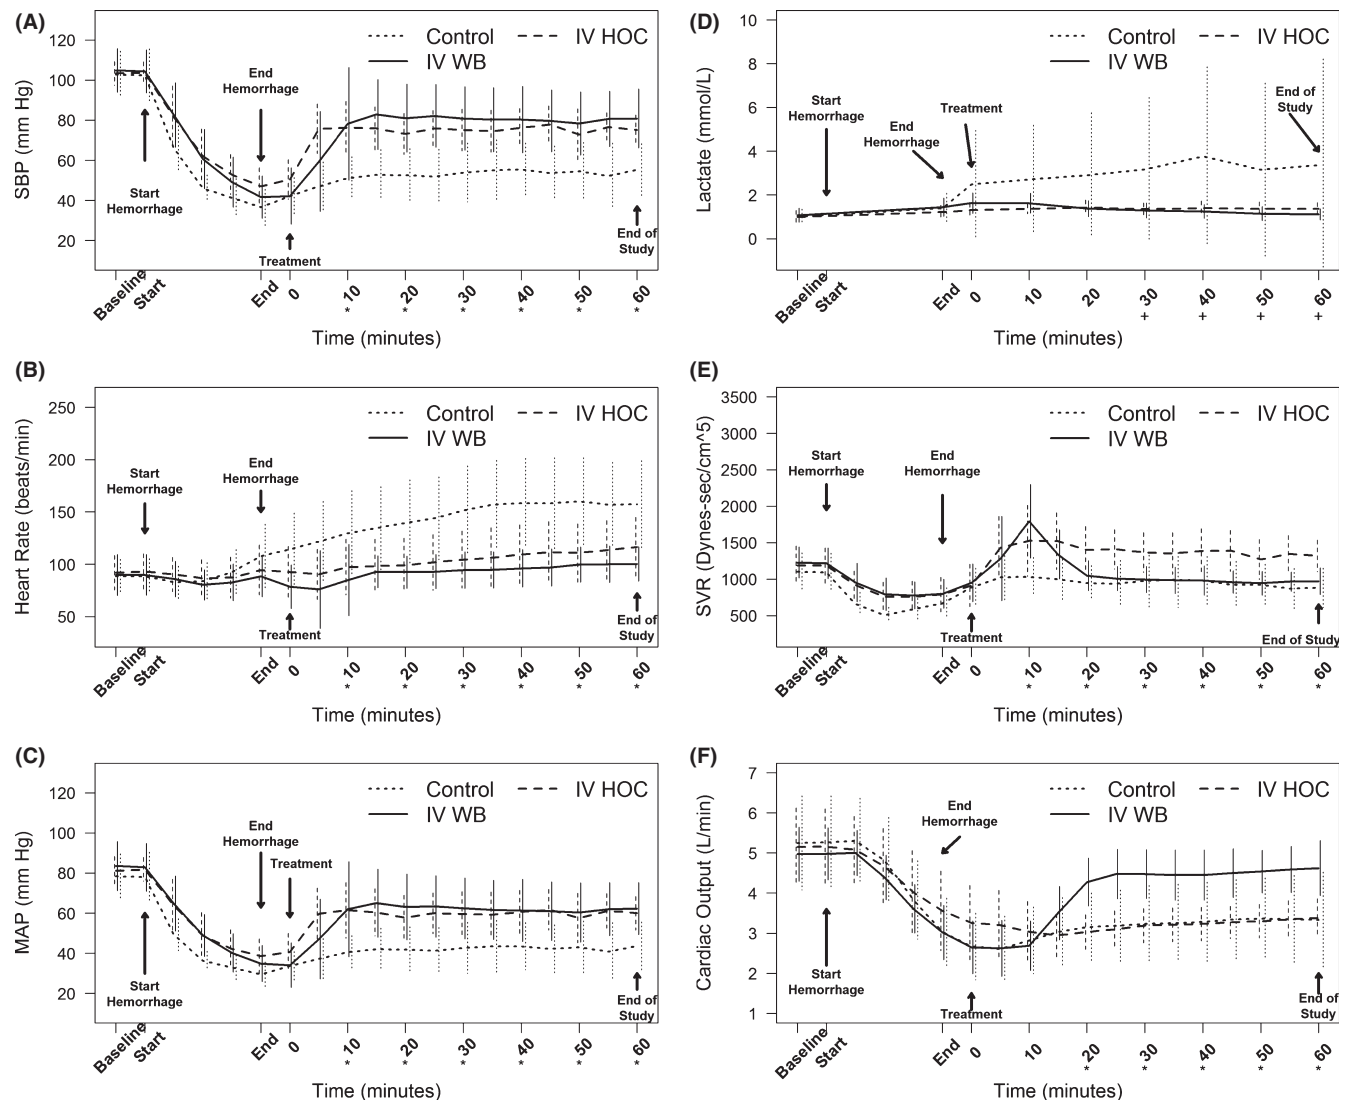 (A)
SBP (mm Hg)
120
100
80
60
40
20
Control
IV HOC
IV WB
End
Hemorrhage
Start
Hemorrhage
Treatment
End of
Study
Baseline
Start
End
0
* 10
* 20
* 30
* 40
* 50
* 60
Time (minutes)
(B)
Heart Rate (beats/min)
250
200
150
100
50
Control
IV HOC
IV WB
Start
Hemorrhage
End
Hemorrhage
Treatment
End of
Study
Baseline
Start
End
0
* 10
* 20
* 30
* 40
* 50
* 60
Time (minutes)
(C)
MAP (mm Hg)
120
100
80
60
40
20
Control
IV HOC
IV WB
End
Hemorrhage
Treatment
Start
Hemorrhage
End of
Study
Baseline
Start
End
0
* 10
* 20
* 30
* 40
* 50
* 60
Time (minutes)
(D)
Lactate (mmol/L)
10
8
6
4
2
0
Control
IV HOC
IV WB
Start
Hemorrhage
End
Hemorrhage
Treatment
End of
Study
Baseline
Start
End
0
10
20
+ 30
+ 40
+ 50
+ 60
Time (minutes)
(E)
SVR (Dynes-sec/cm^5)
3500
3000
2500
2000
1500
1000
500
Control
IV HOC
IV WB
Start
Hemorrhage
End
Hemorrhage
Treatment
End of Study
Baseline
Start
End
0
* 10
* 20
* 30
* 40
* 50
* 60
Time (minutes)
(F)
Cardiac Output (L/min)
7
6
5
4
3
2
1
Control
IV HOC
IV WB
End
Hemorrhage
Start
Hemorrhage
Treatment
End of
Study
Baseline
Start
End
0
10
* 20
* 30
* 40
* 50
* 60
Time (minutes)